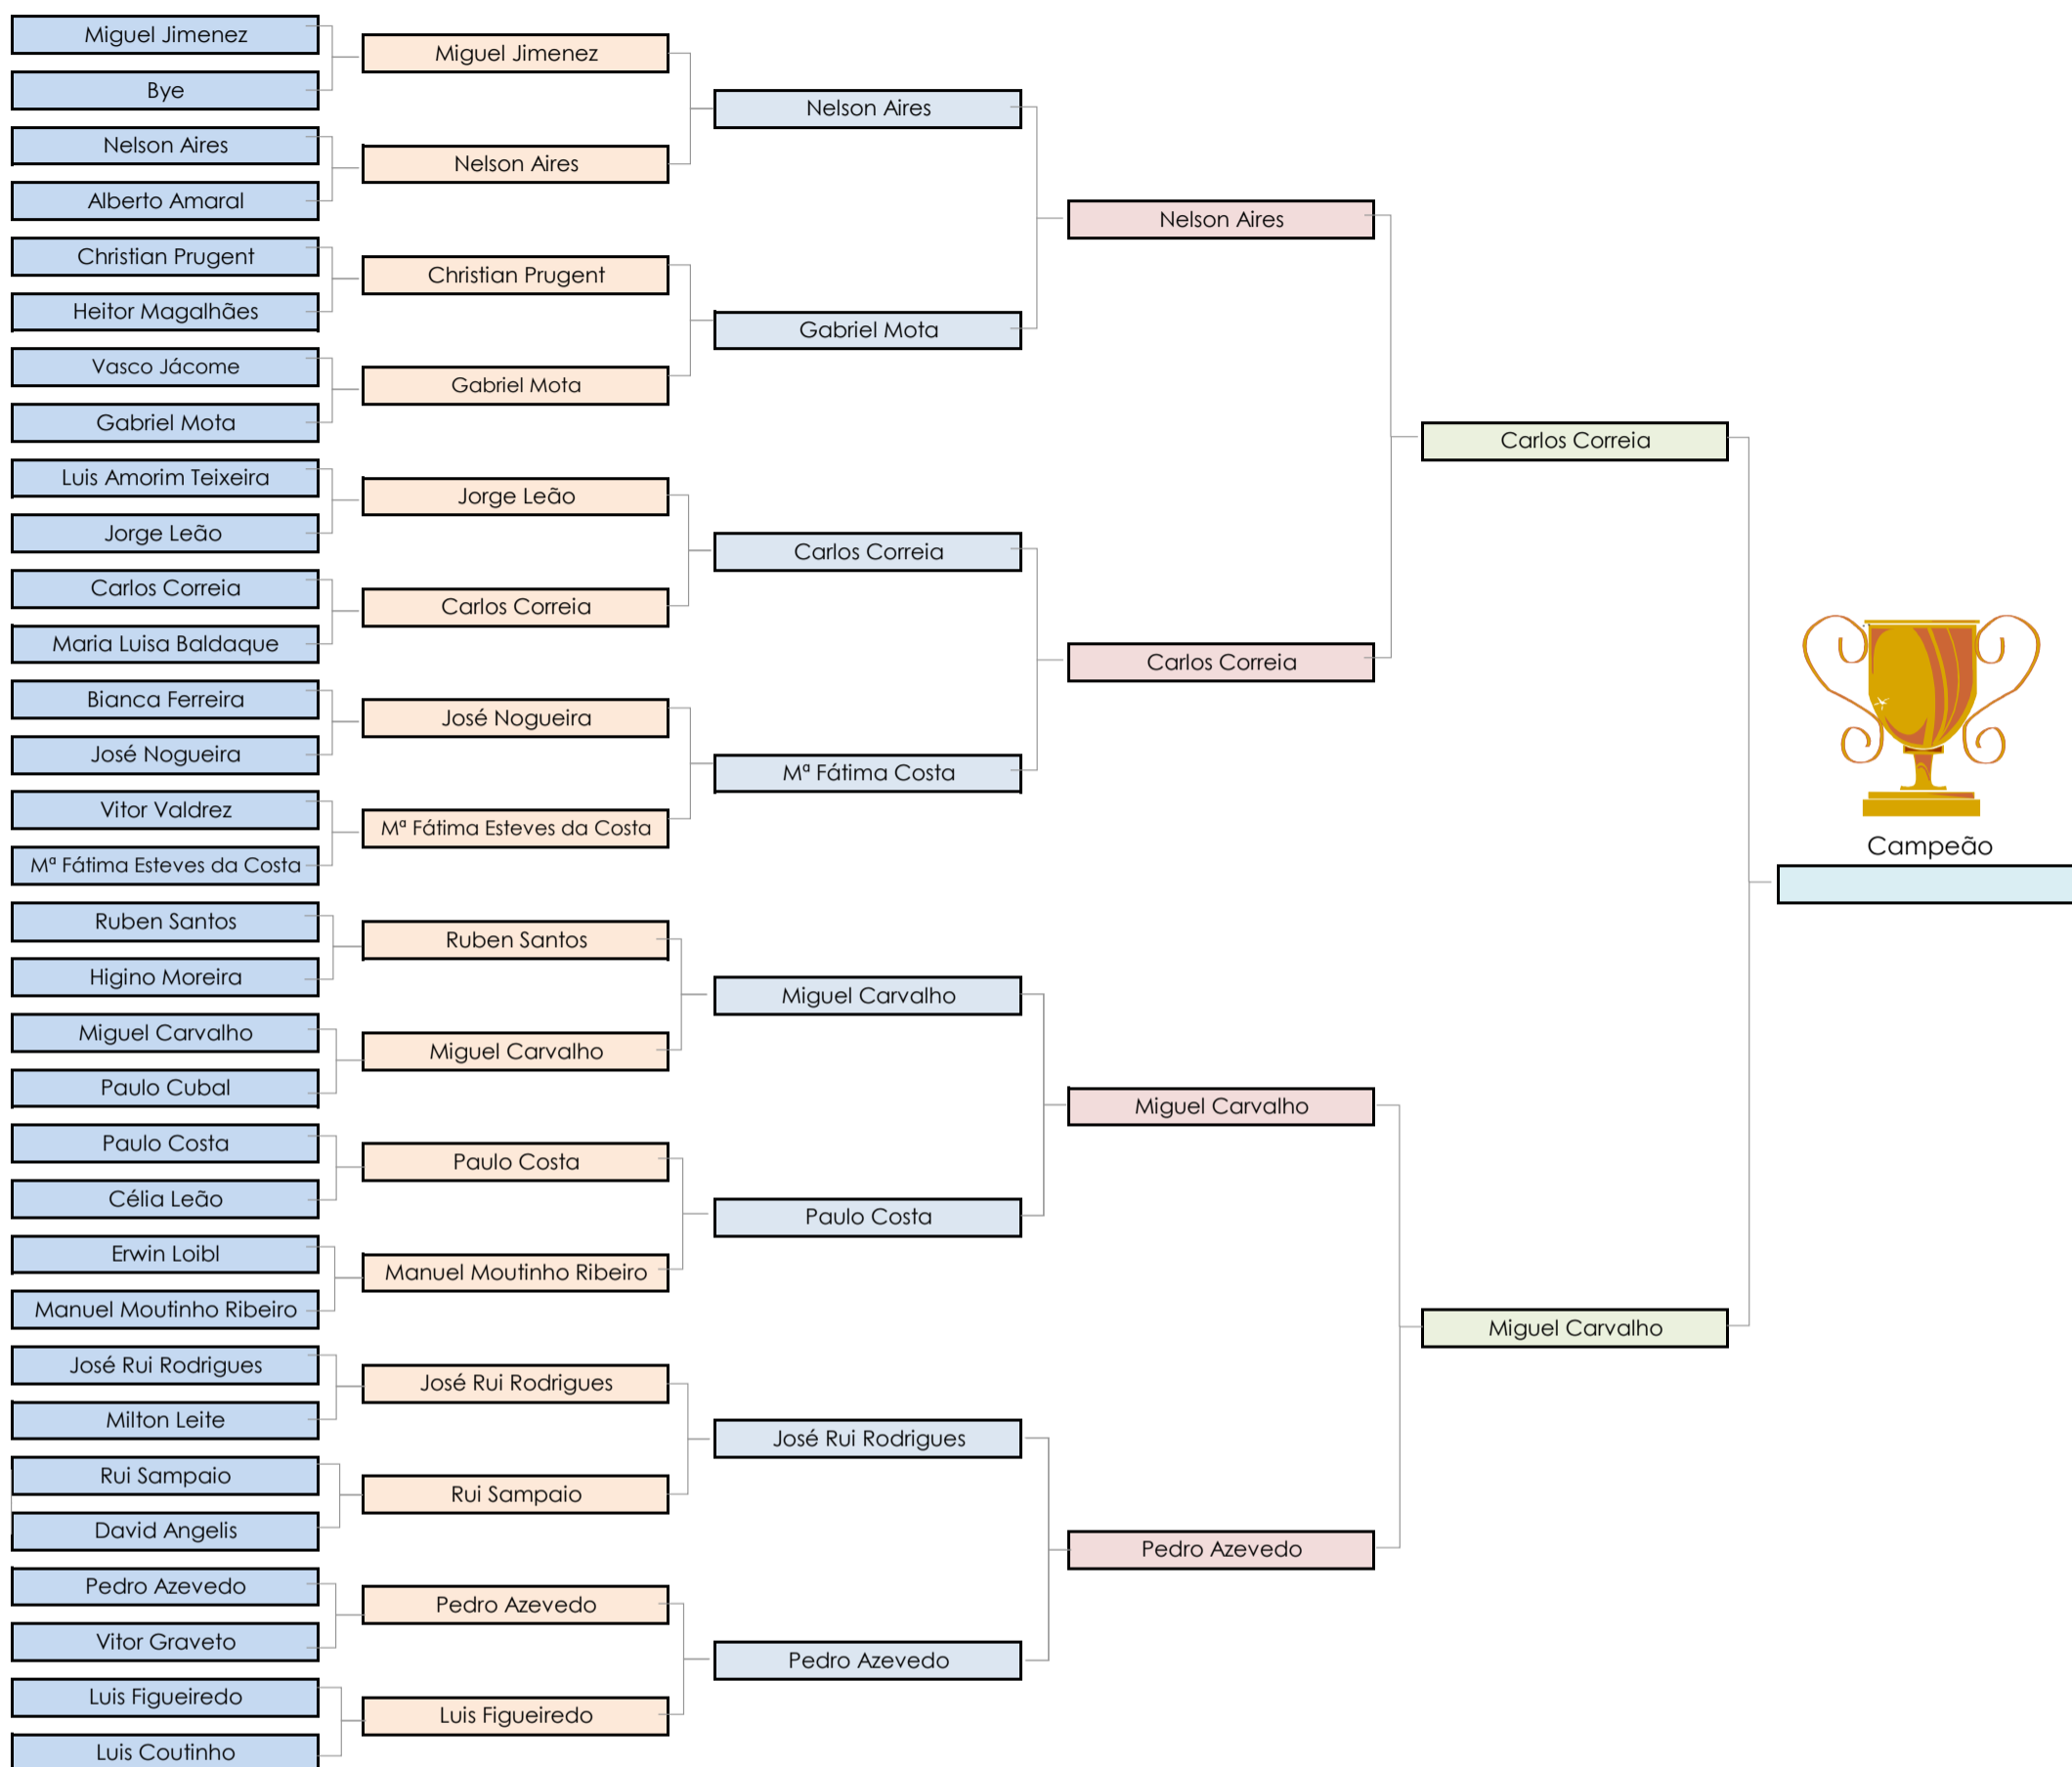 Miguel Jimenez
Bye
Nelson Aires
Alberto Amaral
Christian Prugent
Heitor Magalhães
Vasco Jácome
Gabriel Mota
Luis Amorim Teixeira
Jorge Leão
Carlos Correia
Maria Luisa Baldaque
Bianca Ferreira
José Nogueira
Vitor Valdrez
Mª Fátima Esteves da Costa
Ruben Santos
Higino Moreira
Miguel Carvalho
Paulo Cubal
Paulo Costa
Célia Leão
Erwin Loibl
Manuel Moutinho Ribeiro
José Rui Rodrigues
Milton Leite
Rui Sampaio
David Angelis
Pedro Azevedo
Vitor Graveto
Luis Figueiredo
Luis Coutinho
Miguel Jimenez
Nelson Aires
Christian Prugent
Gabriel Mota
Jorge Leão
Carlos Correia
José Nogueira
Mª Fátima Esteves da Costa
Ruben Santos
Miguel Carvalho
Paulo Costa
Manuel Moutinho Ribeiro
José Rui Rodrigues
Rui Sampaio
Pedro Azevedo
Luis Figueiredo
Nelson Aires
Gabriel Mota
Carlos Correia
Mª Fátima Costa
Miguel Carvalho
Paulo Costa
José Rui Rodrigues
Pedro Azevedo
Nelson Aires
Carlos Correia
Miguel Carvalho
Pedro Azevedo
Carlos Correia
Miguel Carvalho
Campeão